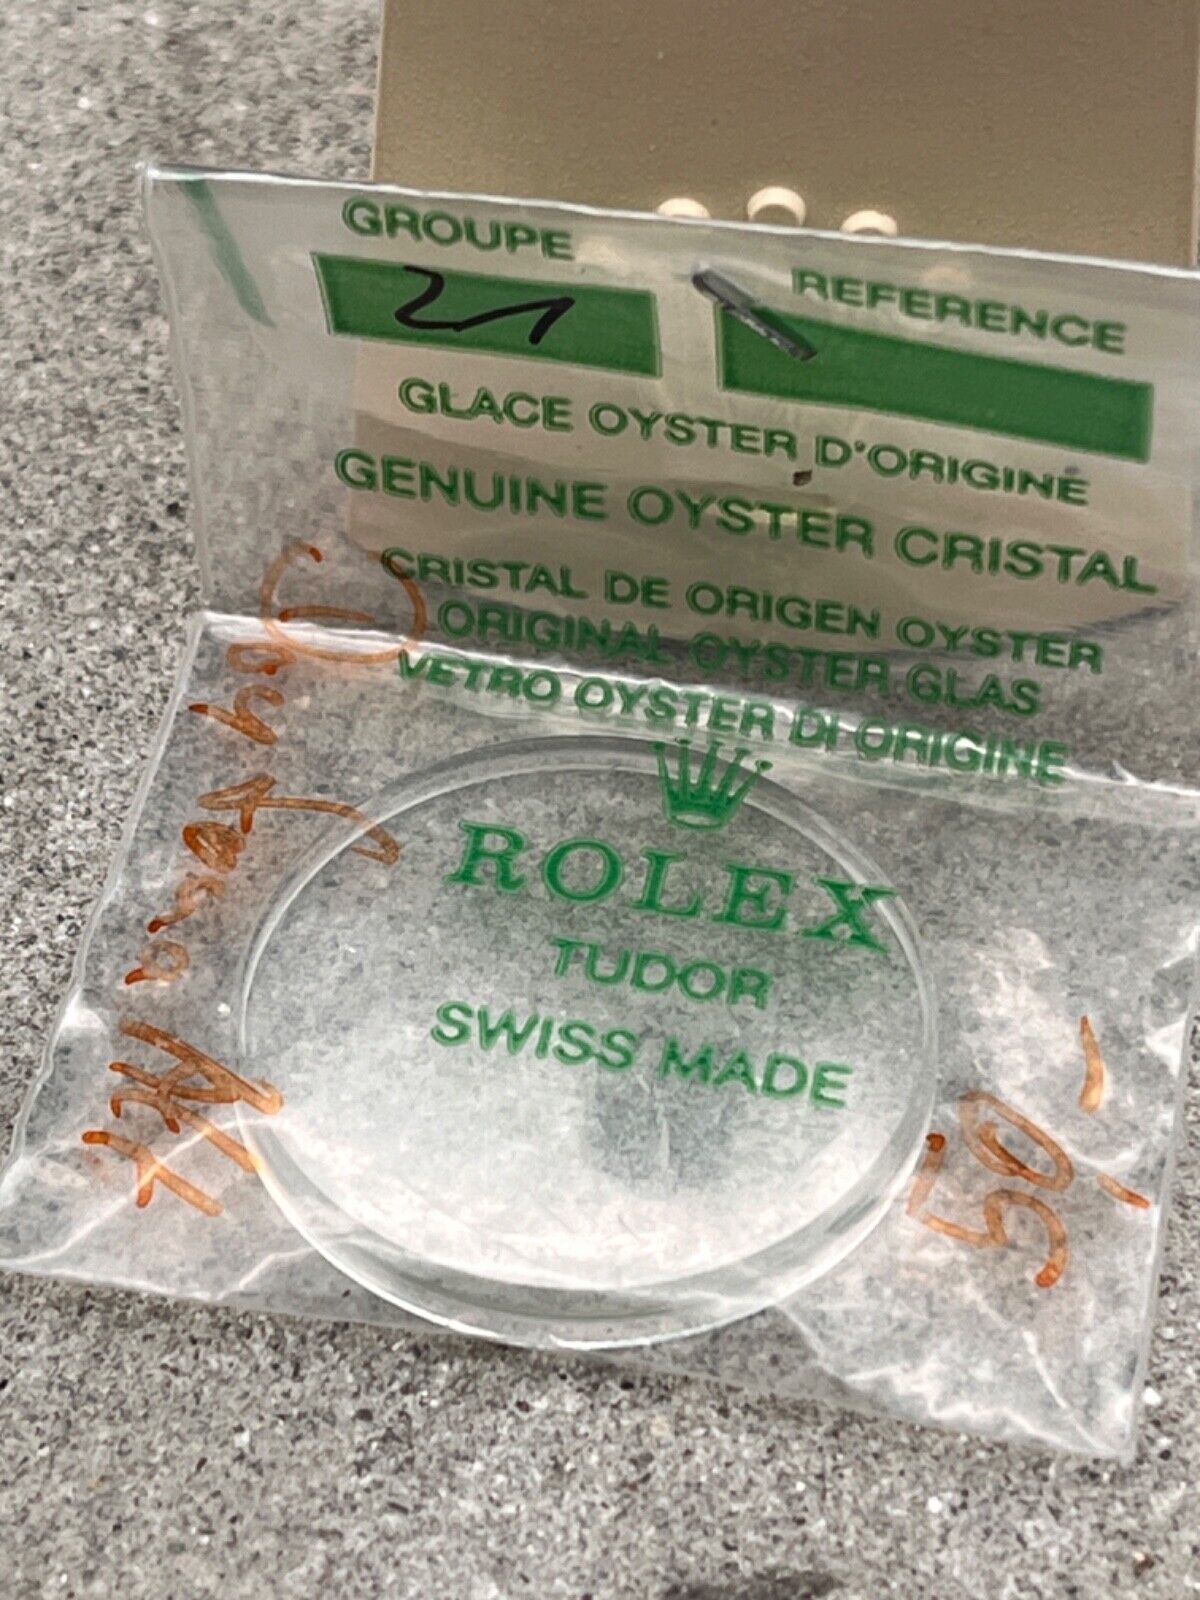 GROUPE
REFERENCE
21
GLACE OYSTER D'ORIGINE
GENUINE OYSTER CRISTAL
CRISTAL DE ORIGEN OYSTER
ORIGINAL OYSTER GLAS
VETRO OYSTER DI ORIGINE
ROLEX
TUDOR
SWISS MADE
50,-